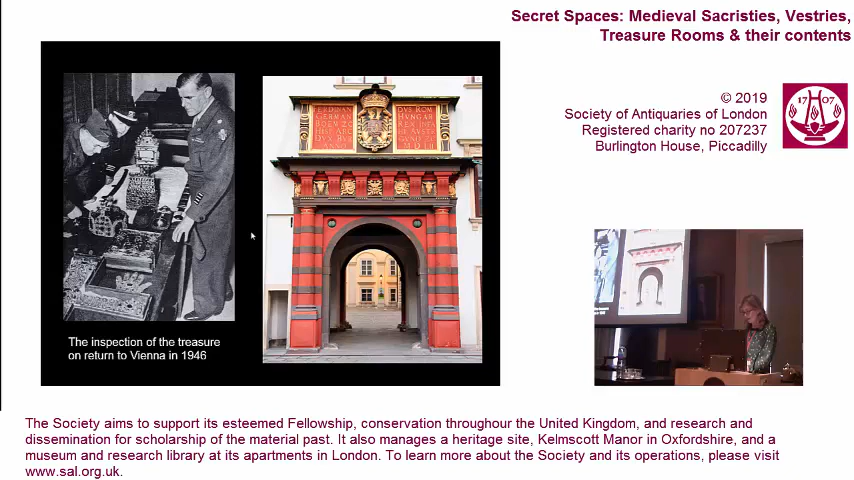 Secret Spaces: Medieval Sacristies, Vestries,
Treasure Rooms & their contents
© 2019
Society of Antiquaries of London
Registered charity no 207237
Burlington House, Piccadilly
17 07
The inspection of the treasure
on return to Vienna in 1946
The Society aims to support its esteemed Fellowship, conservation throughour the United Kingdom, and research and
dissemination for scholarship of the material past. It also manages a heritage site, Kelmscott Manor in Oxfordshire, and a
museum and research library at its apartments in London. To learn more about the Society and its operations, please visit
www.sal.org.uk.